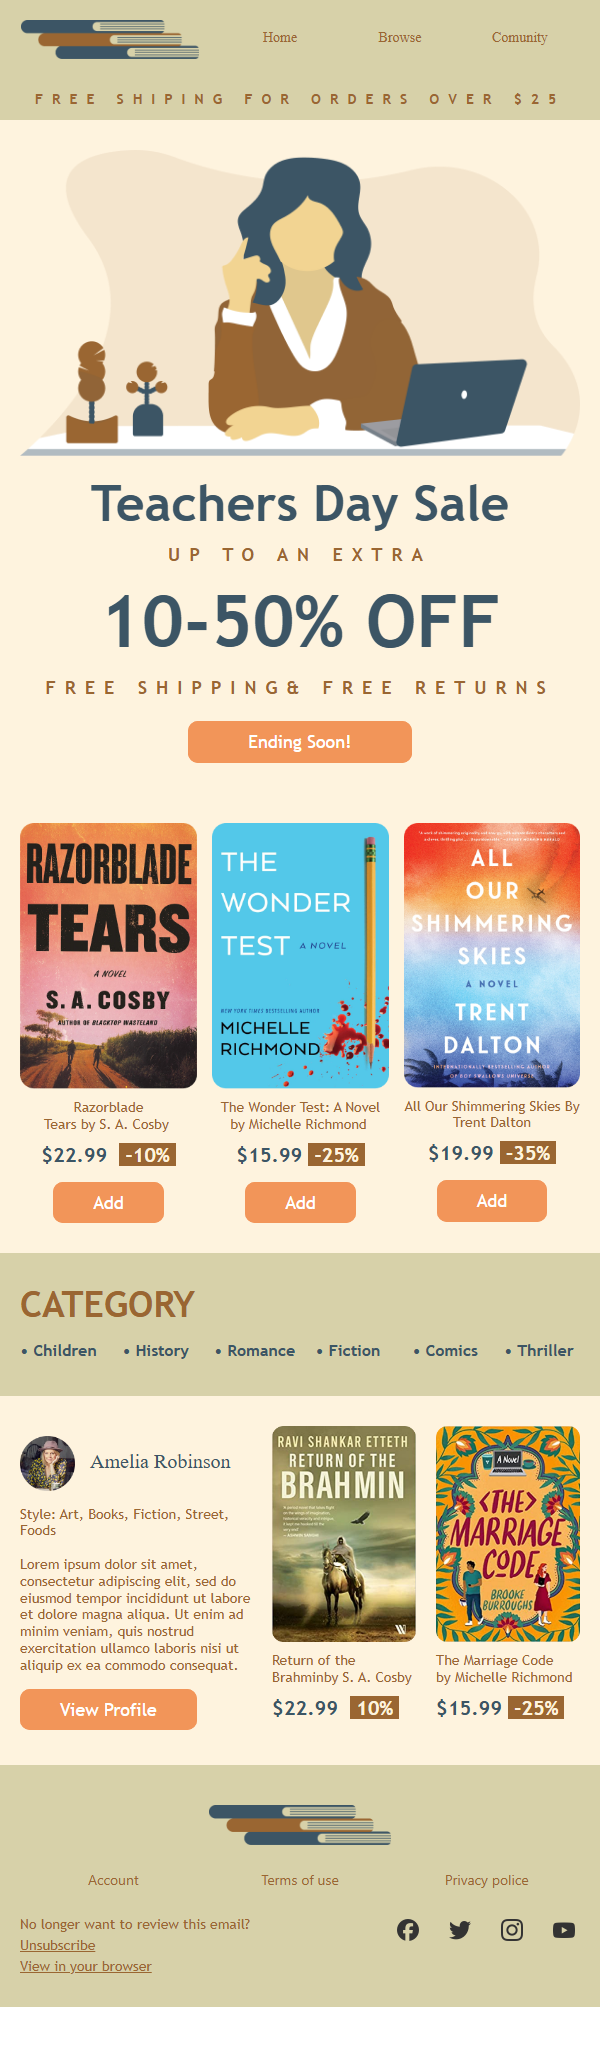 Home Browse Comunity
FREE SHIPING FOR ORDERS OVER $25
Teachers Day Sale
UP TO AN EXTRA
10-50% OFF
FREE SHIPPING& FREE RETURNS
Ending Soon!
RAZORBLADE
TEARS
A NOVEL
S. A. COSBY
AUTHOR OF BLACKTOP WASTELAND
Razorblade
Tears by S. A. Cosby
$22.99 -10%
Add
THE
WONDER
TEST A NOVEL
NEW YORK TIMES BESTSELLING AUTHOR
MICHELLE
RICHMOND
The Wonder Test: A Novel
by Michelle Richmond
$15.99 -25%
Add
ALL
OUR
SHIMMERING
SKIES
A NOVEL
TRENT
DALTON
INTERNATIONALLY BESTSELLING AUTHOR
OF BOY SWALLOWS UNIVERSE
All Our Shimmering Skies By
Trent Dalton
$19.99 -35%
Add
CATEGORY
• Children • History • Romance • Fiction • Comics • Thriller
Amelia Robinson
Style: Art, Books, Fiction, Street,
Foods
Lorem ipsum dolor sit amet,
consectetur adipiscing elit, sed do
eiusmod tempor incididunt ut labore
et dolore magna aliqua. Ut enim ad
minim veniam, quis nostrud
exercitation ullamco laboris nisi ut
aliquip ex ea commodo consequat.
View Profile
RAVI SHANKAR ETTETH
RETURN OF THE
BRAHMIN
Return of the
Brahminby S. A. Cosby
$22.99 10%
A Novel
<THE>
MARRIAGE
CODE
BROOKE
BURROUGHS
The Marriage Code
by Michelle Richmond
$15.99 -25%
Account Terms of use Privacy police
No longer want to review this email?
Unsubscribe
View in your browser